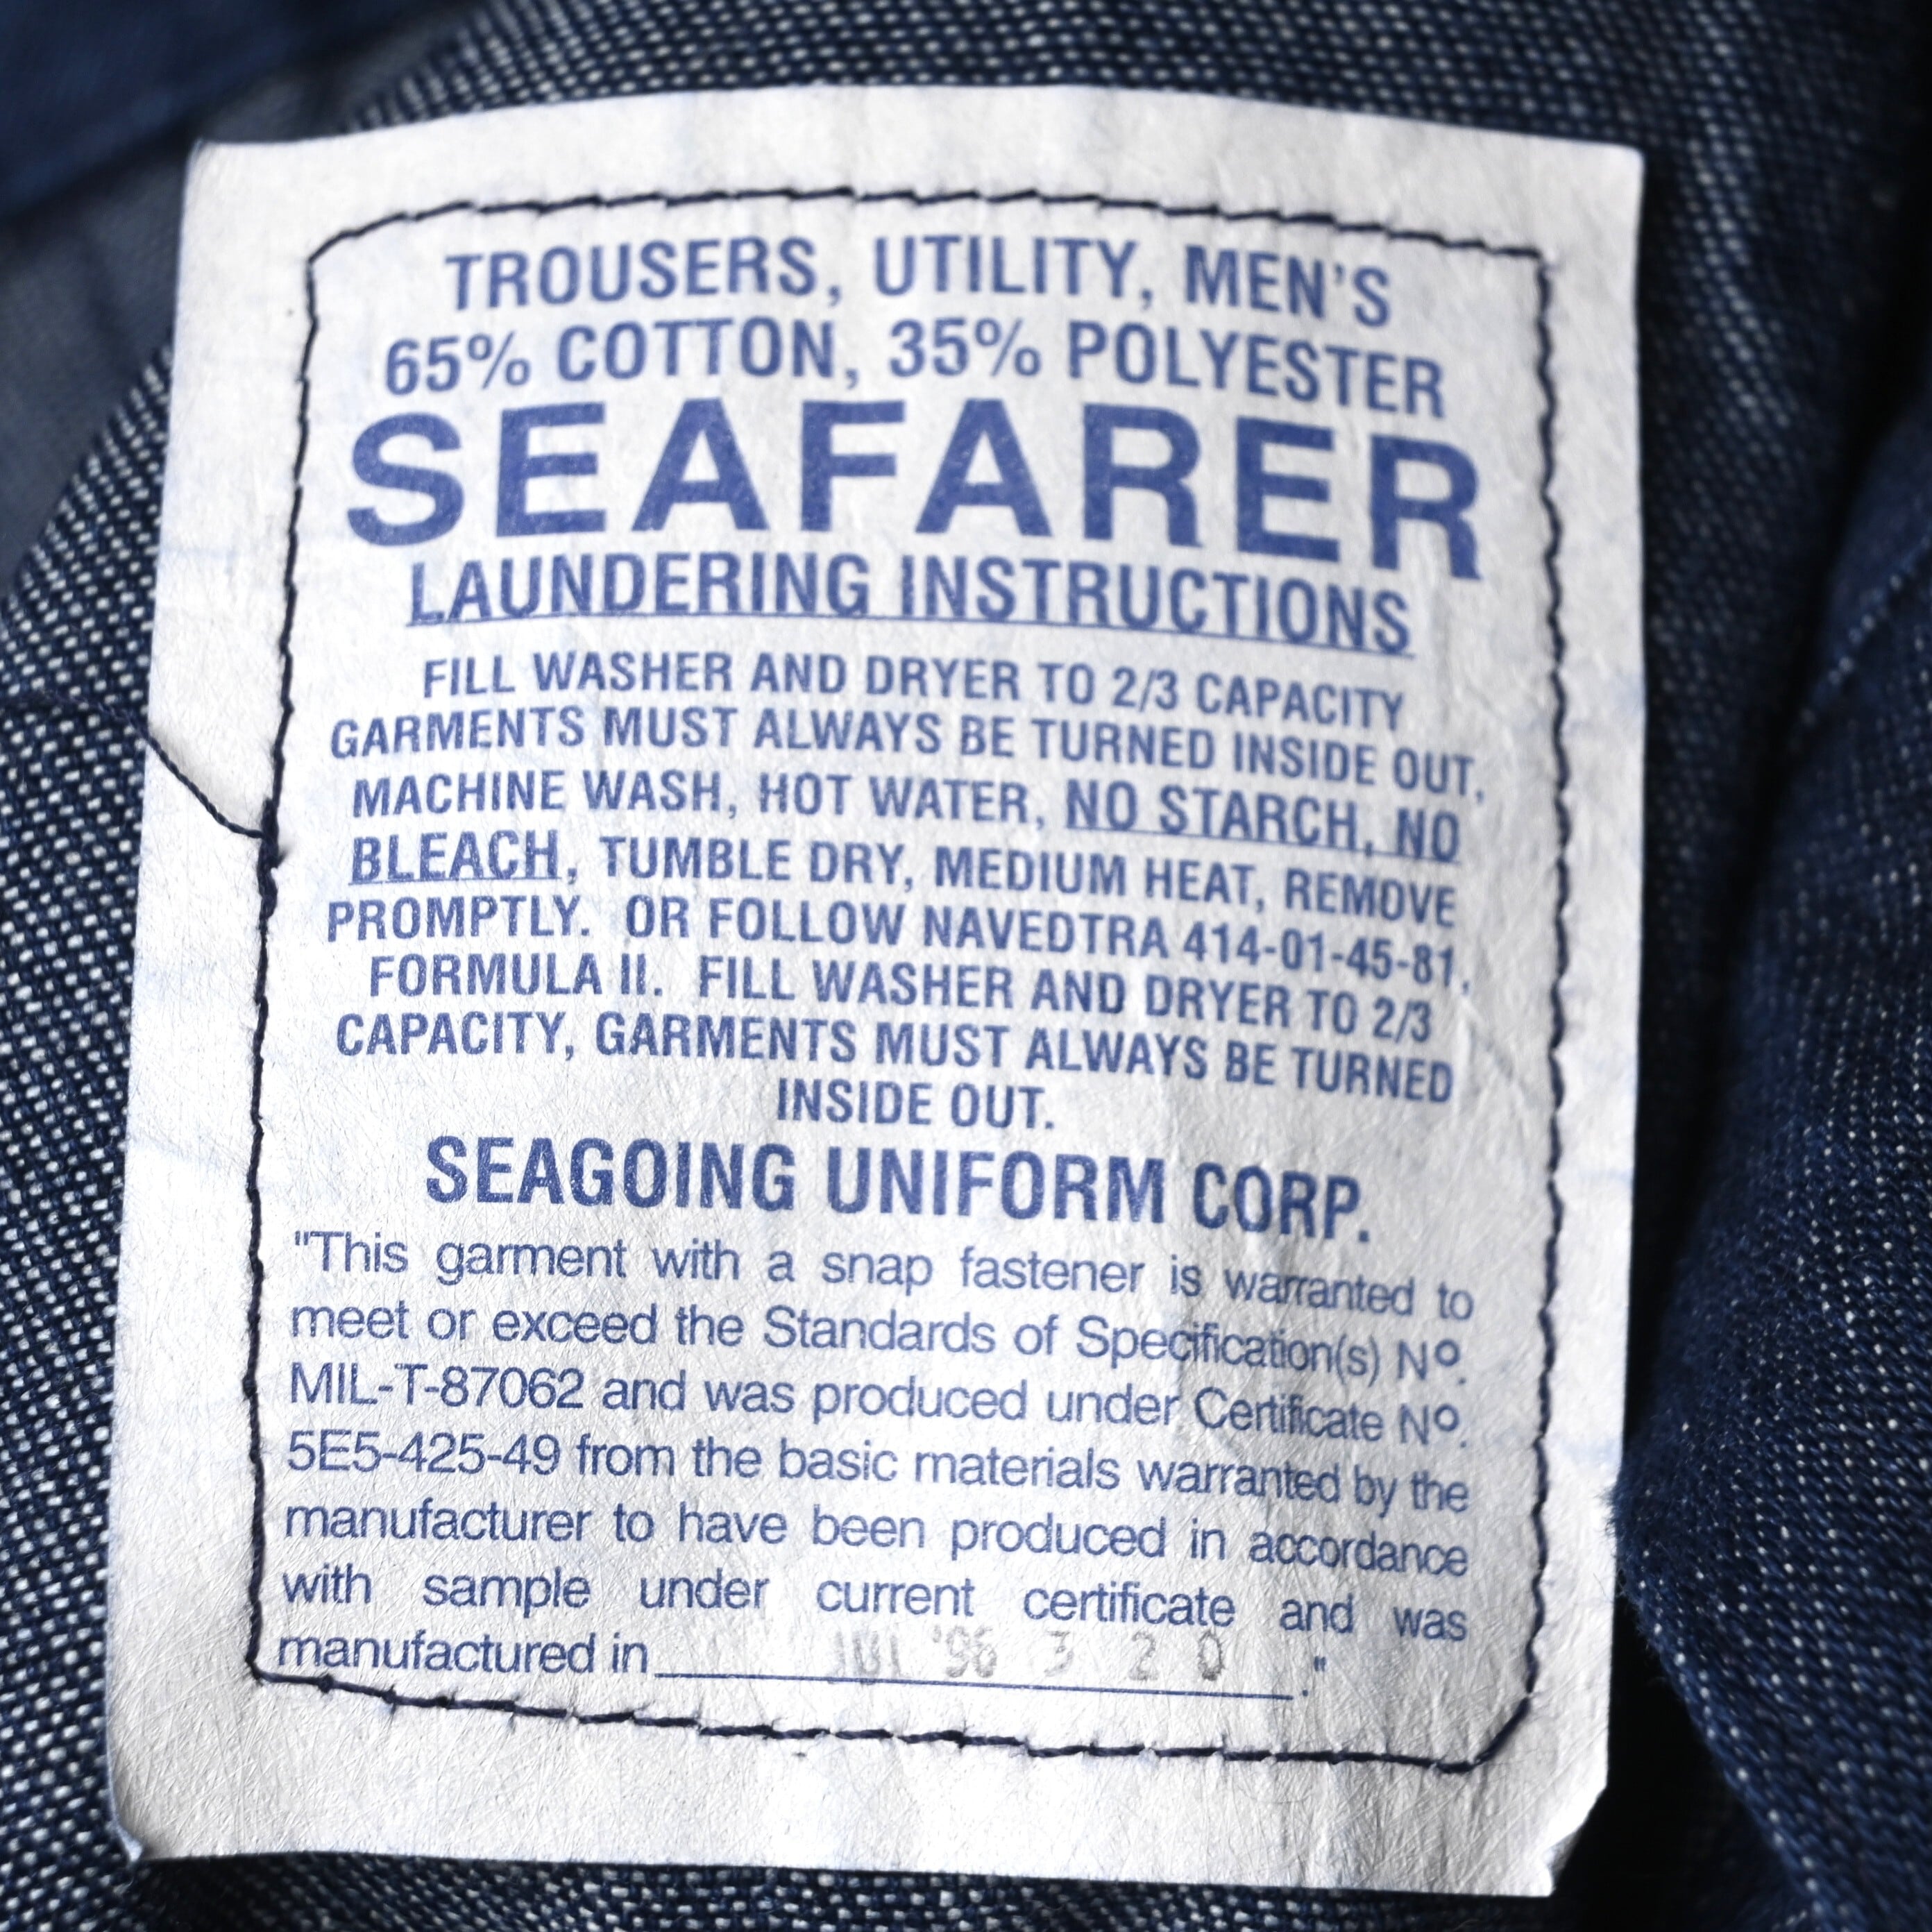 TROUSERS, UTILITY, MEN'S
65% COTTON, 35% POLYESTER
SEAFARER
LAUNDERING INSTRUCTIONS
FILL WASHER AND DRYER TO 2/3 CAPACITY
GARMENTS MUST ALWAYS BE TURNED INSIDE OUT,
MACHINE WASH, HOT WATER, NO STARCH, NO
BLEACH, TUMBLE DRY, MEDIUM HEAT, REMOVE
PROMPTLY. OR FOLLOW NAVEDTRA 414-01-45-81,
FORMULA II. FILL WASHER AND DRYER TO 2/3
CAPACITY, GARMENTS MUST ALWAYS BE TURNED
INSIDE OUT.
SEAGOING UNIFORM CORP.
"This garment with a snap fastener is warranted to
meet or exceed the Standards of Specification(s) Nº.
MIL-T-87062 and was produced under Certificate Nº.
5E5-425-49 from the basic materials warranted by the
manufacturer to have been produced in accordance
with sample under current certificate and was
manufactured in JUL '96 3 2 0 ."